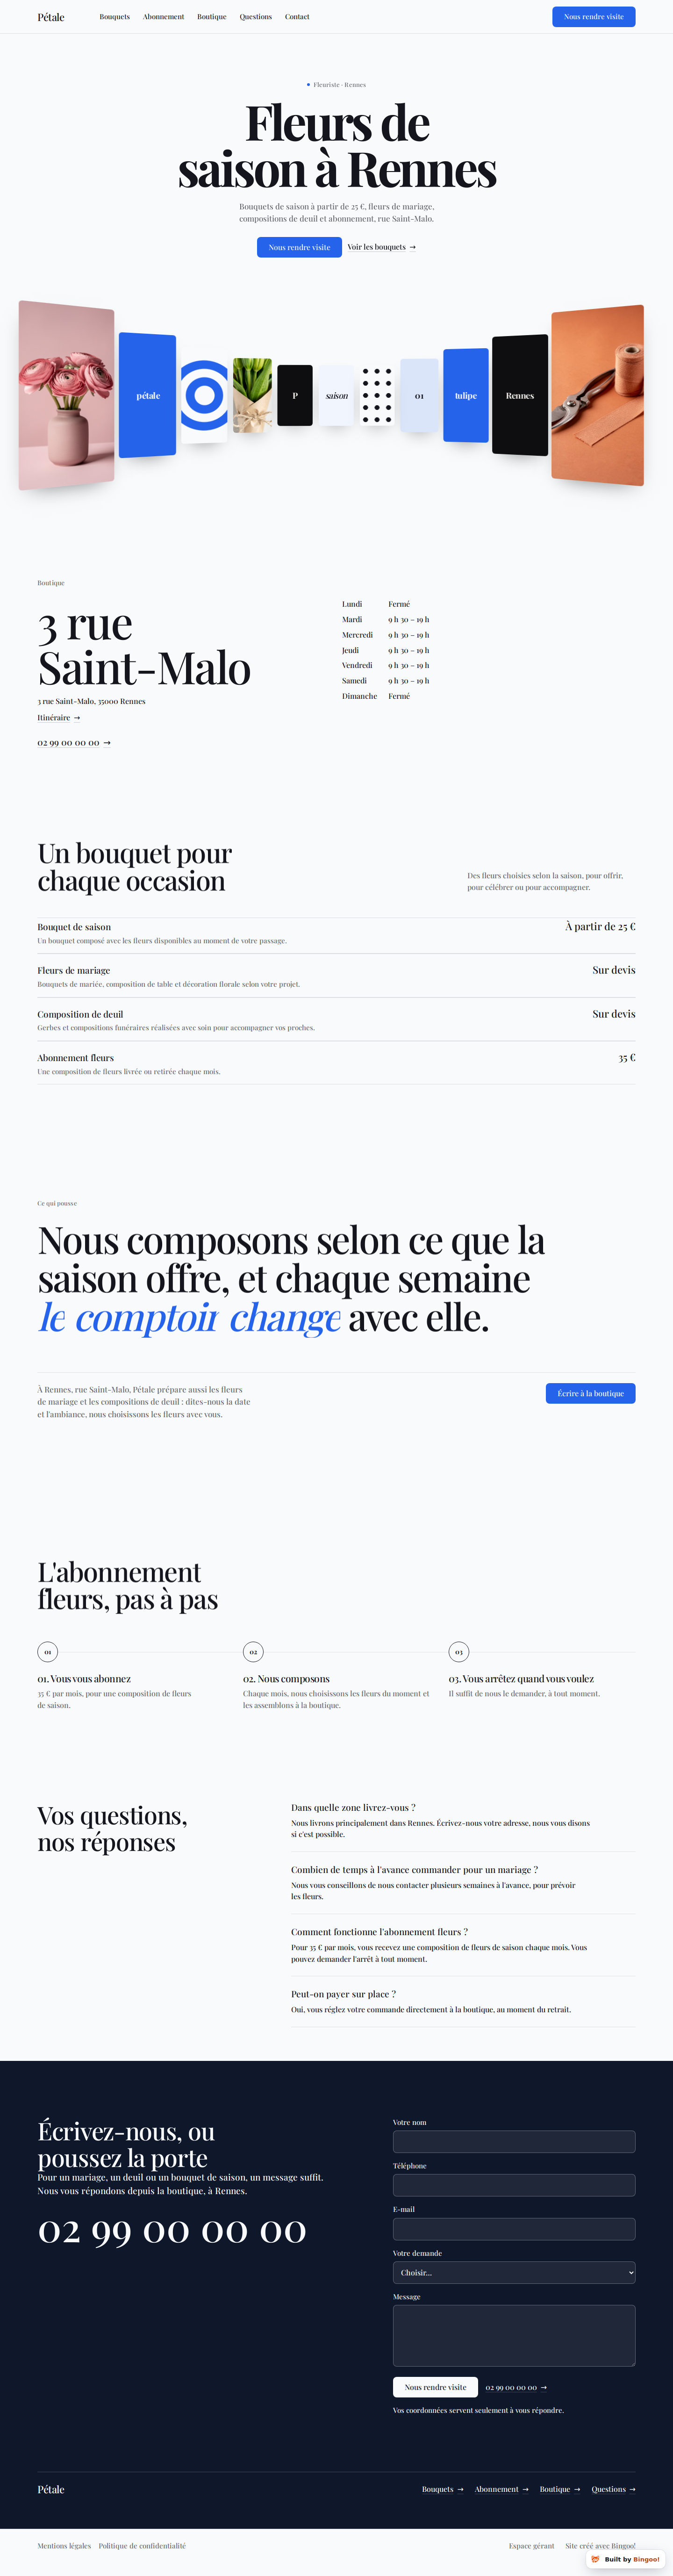 Pétale
Bouquets
Abonnement
Boutique
Questions
Contact
Nous rendre visite
Fleuriste · Rennes
Fleurs de
saison à Rennes
Bouquets de saison à partir de 25 €, fleurs de mariage,
compositions de deuil et abonnement, rue Saint-Malo.
Nous rendre visite
Voir les bouquets →
pétale
P
saison
01
tulipe
Rennes
Boutique
3 rue
Saint-Malo
3 rue Saint-Malo, 35000 Rennes
Itinéraire →
02 99 00 00 00 →
Lundi Fermé
Mardi 9 h 30 – 19 h
Mercredi 9 h 30 – 19 h
Jeudi 9 h 30 – 19 h
Vendredi 9 h 30 – 19 h
Samedi 9 h 30 – 19 h
Dimanche Fermé
Un bouquet pour
chaque occasion
Des fleurs choisies selon la saison, pour offrir,
pour célébrer ou pour accompagner.
Bouquet de saison
À partir de 25 €
Un bouquet composé avec les fleurs disponibles au moment de votre passage.
Fleurs de mariage
Sur devis
Bouquets de mariée, composition de table et décoration florale selon votre projet.
Composition de deuil
Sur devis
Gerbes et compositions funéraires réalisées avec soin pour accompagner vos proches.
Abonnement fleurs
35 €
Une composition de fleurs livrée ou retirée chaque mois.
Ce qui pousse
Nous composons selon ce que la
saison offre, et chaque semaine
le comptoir change avec elle.
À Rennes, rue Saint-Malo, Pétale prépare aussi les fleurs
de mariage et les compositions de deuil : dites-nous la date
et l'ambiance, nous choisissons les fleurs avec vous.
Écrire à la boutique
L'abonnement
fleurs, pas à pas
01
02
03
01. Vous vous abonnez
35 € par mois, pour une composition de fleurs
de saison.
02. Nous composons
Chaque mois, nous choisissons les fleurs du moment et
les assemblons à la boutique.
03. Vous arrêtez quand vous voulez
Il suffit de nous le demander, à tout moment.
Vos questions,
nos réponses
Dans quelle zone livrez-vous ?
Nous livrons principalement dans Rennes. Écrivez-nous votre adresse, nous vous disons
si c'est possible.
Combien de temps à l'avance commander pour un mariage ?
Nous vous conseillons de nous contacter plusieurs semaines à l'avance, pour prévoir
les fleurs.
Comment fonctionne l'abonnement fleurs ?
Pour 35 € par mois, vous recevez une composition de fleurs de saison chaque mois. Vous
pouvez demander l'arrêt à tout moment.
Peut-on payer sur place ?
Oui, vous réglez votre commande directement à la boutique, au moment du retrait.
Écrivez-nous, ou
poussez la porte
Pour un mariage, un deuil ou un bouquet de saison, un message suffit.
Nous vous répondons depuis la boutique, à Rennes.
02 99 00 00 00
Votre nom
Téléphone
E-mail
Votre demande
Choisir...
Message
Nous rendre visite
02 99 00 00 00 →
Vos coordonnées servent seulement à vous répondre.
Pétale
Bouquets →
Abonnement →
Boutique →
Questions →
Mentions légales
Politique de confidentialité
Espace gérant
Site créé avec Bingoo!
Built by Bingoo!